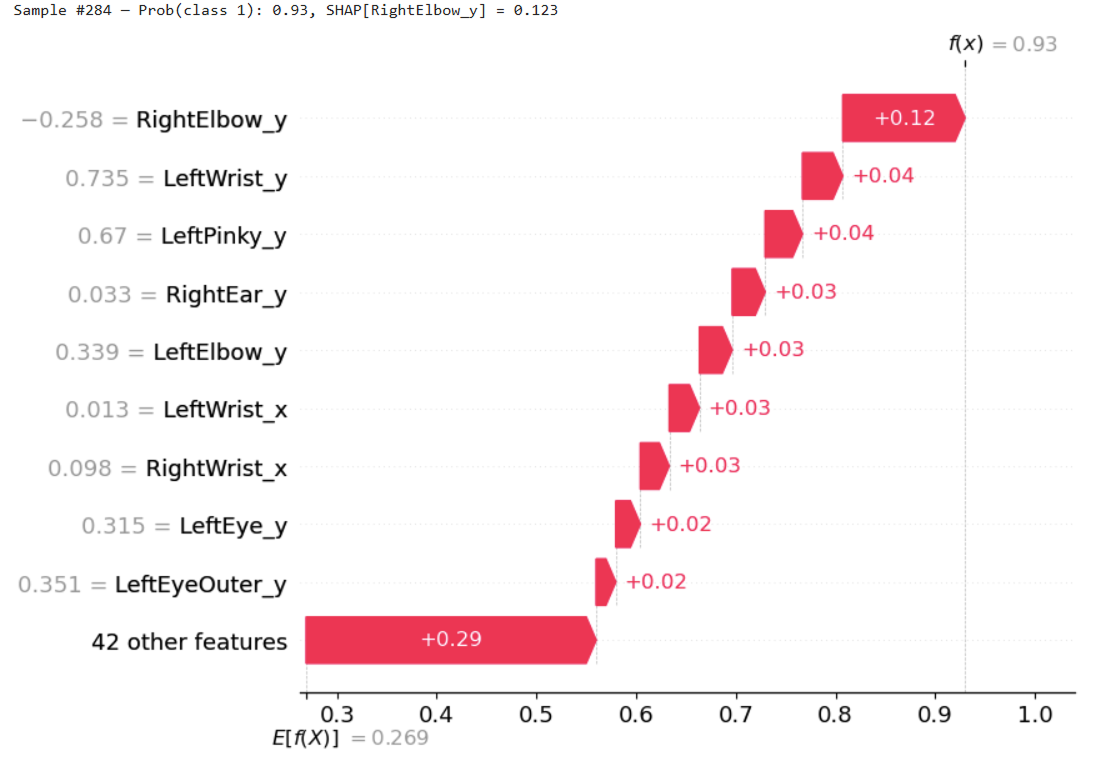 Sample #284 – Prob(class 1): 0.93, SHAP[RightElbow_y] = 0.123
f(x) = 0.93
−0.258 = RightElbow_y +0.12
0.735 = LeftWrist_y +0.04
0.67 = LeftPinky_y +0.04
0.033 = RightEar_y +0.03
0.339 = LeftElbow_y +0.03
0.013 = LeftWrist_x +0.03
0.098 = RightWrist_x +0.03
0.315 = LeftEye_y +0.02
0.351 = LeftEyeOuter_y +0.02
42 other features +0.29
0.3 0.4 0.5 0.6 0.7 0.8 0.9 1.0
E[f(X)] = 0.269